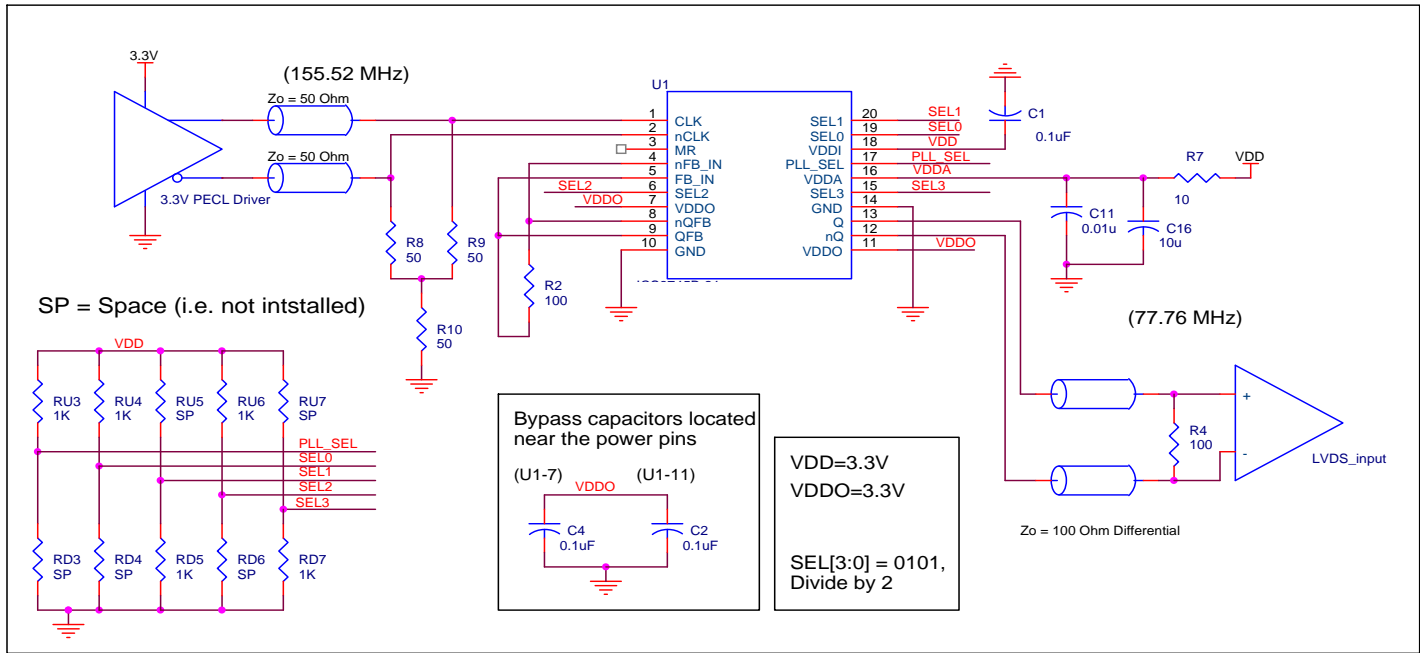 3.3V
(155.52 MHz)
Zo = 50 Ohm
Zo = 50 Ohm
3.3V PECL Driver
R8
50
R9
50
R10
50
U1
1 CLK
2 nCLK
3 MR
4 nFB_IN
5 FB_IN
SEL2 6 SEL2
VDDO 7 VDDO
8 nQFB
9 QFB
10 GND
SEL1 20 SEL1
SEL0 19 SEL0
VDDI 18 VDD
PLL_SEL 17 PLL_SEL
VDDA 16 VDDA
SEL3 15 SEL3
GND 14
Q 13
nQ 12
VDDO 11 VDDO
R2
100
C1
0.1uF
R7
10
VDD
C11
0.01u
C16
10u
(77.76 MHz)
R4
100
+
-
LVDS_input
Zo = 100 Ohm Differential
SP = Space (i.e. not intstalled)
VDD
RU3
1K
RU4
1K
RU5
SP
RU6
1K
RU7
SP
PLL_SEL
SEL0
SEL1
SEL2
SEL3
RD3
SP
RD4
SP
RD5
1K
RD6
SP
RD7
1K
Bypass capacitors located
near the power pins
(U1-7) (U1-11)
VDDO
C4
0.1uF
C2
0.1uF
VDD=3.3V
VDDO=3.3V
SEL[3:0] = 0101,
Divide by 2